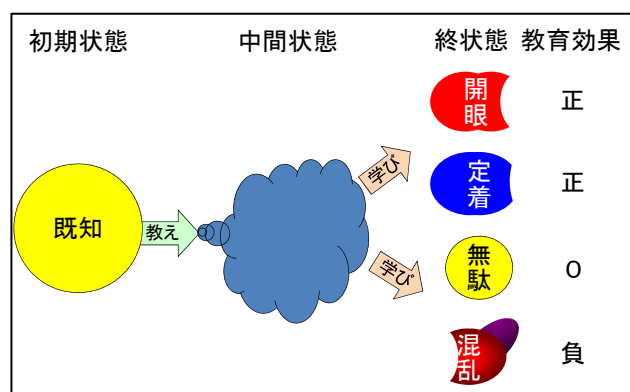 初期状態 中間状態 終状態 教育効果
既知
教え
学び
学び
開眼 正
定着 正
無駄 0
混乱 負